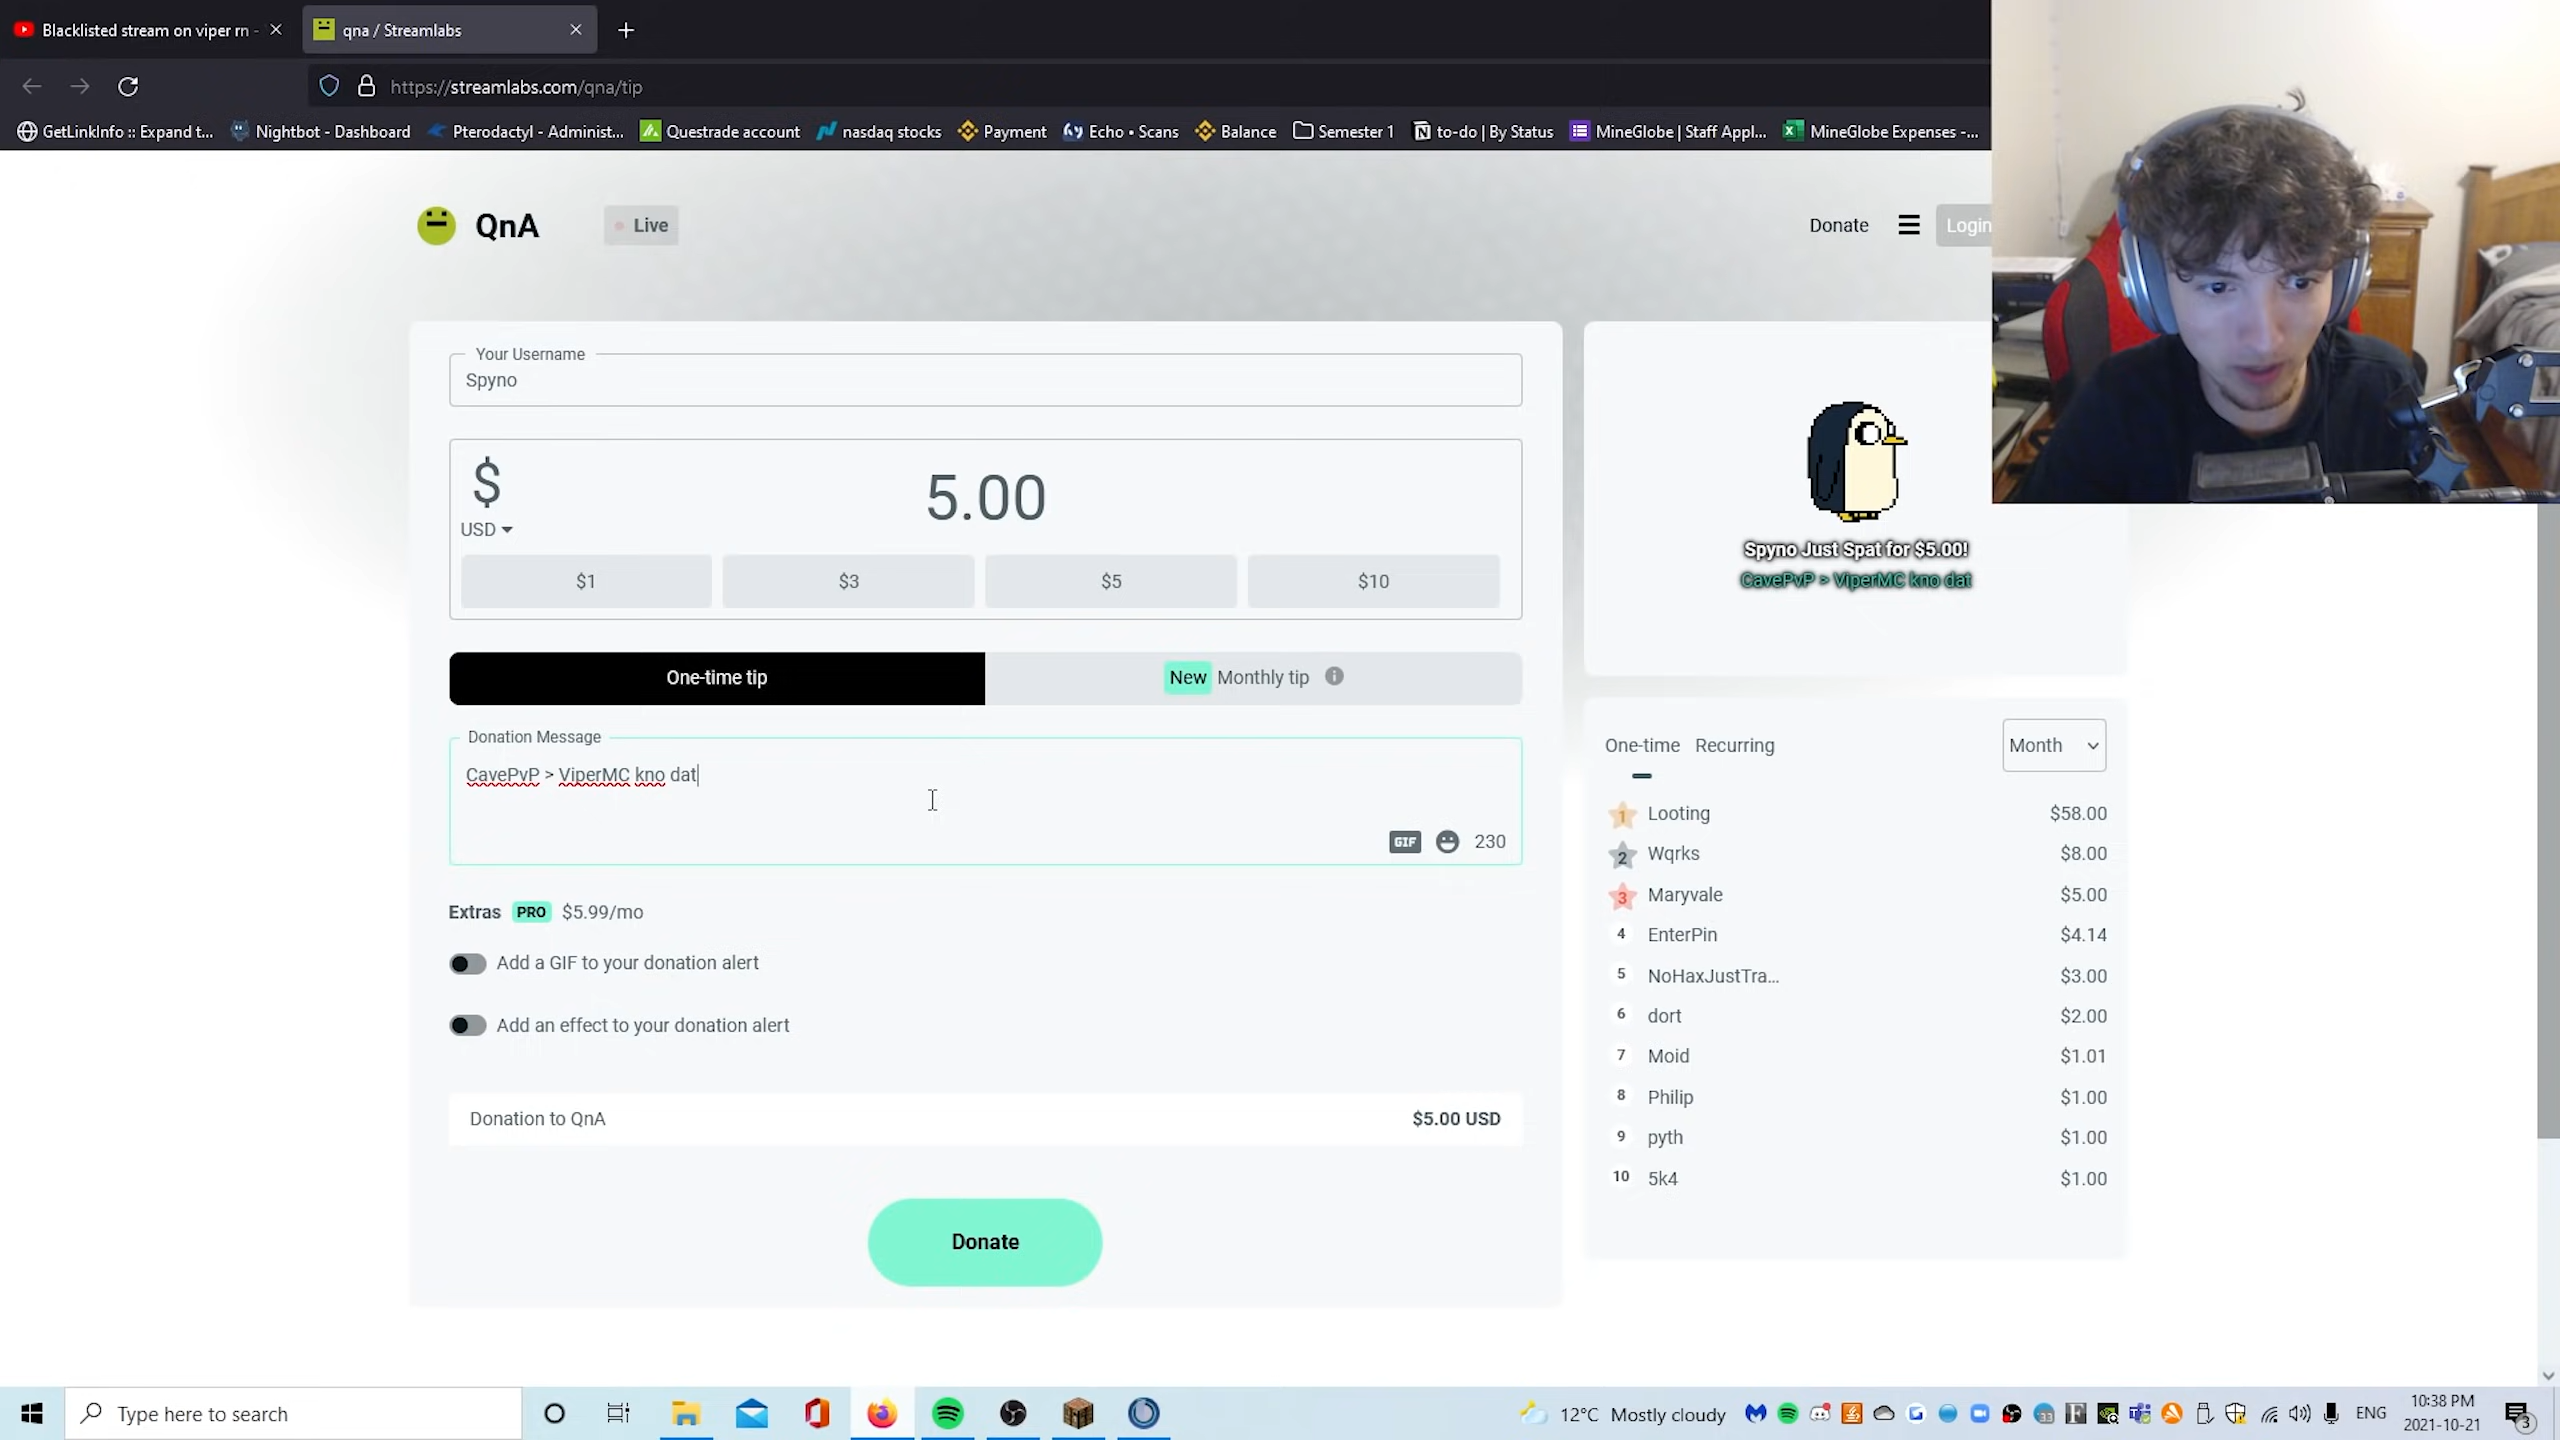 Blacklisted stream on viper rn -
qna / Streamlabs
https://streamlabs.com/qna/tip
GetLinkInfo :: Expand t...
Nightbot - Dashboard
Pterodactyl - Administ...
Questrade account
nasdaq stocks
Payment
Echo • Scans
Balance
Semester 1
to-do | By Status
MineGlobe | Staff Appl...
MineGlobe Expenses -...
QnA
Live
Donate
Login
Your Username
Spyno
$
5.00
USD
$1
$3
$5
$10
One-time tip
New Monthly tip
Donation Message
CavePvP > ViperMC kno dat
GIF
230
Extras PRO $5.99/mo
Add a GIF to your donation alert
Add an effect to your donation alert
Donation to QnA $5.00 USD
Donate
Spyno Just Spat for $5.00!
CavePvP > ViperMC kno dat
One-time Recurring
Month
1 Looting $58.00
2 Wqrks $8.00
3 Maryvale $5.00
4 EnterPin $4.14
5 NoHaxJustTra... $3.00
6 dort $2.00
7 Moid $1.01
8 Philip $1.00
9 pyth $1.00
10 5k4 $1.00
Type here to search
12°C Mostly cloudy
33
ENG
10:38 PM
2021-10-21
3